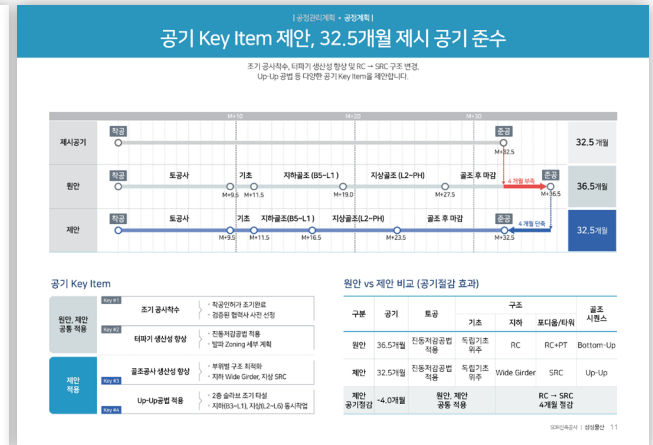 | 공정관리계획 • 공정계획 |
공기 Key Item 제안, 32.5개월 제시 공기 준수
조기 공사착수, 터파기 생산성 향상 및 RC → SRC 구조 변경,
Up-Up 공법 등 다양한 공기 Key Item을 제안합니다.
M+10 M+20 M+30
제시공기 착공 준공 32.5 개월
M+32.5
원안 착공 토공사 기초 지하골조 (B5~L1 ) 지상골조 (L2~PH) 골조 후 마감 4 개월 부족 준공 36.5개월
M+9.5 M+11.5 M+19.0 M+27.5 M+36.5
제안 착공 토공사 기초 지하골조(B5~L1 ) 지상골조(L2~PH) 골조 후 마감 준공 4 개월 단축 32.5개월
M+9.5 M+11.5 M+16.5 M+23.5 M+32.5
공기 Key Item
원안, 제안
공통 적용
Key #1
조기 공사착수
· 착공인허가 조기완료
· 검증된 협력사 사전 선정
Key #2
터파기 생산성 향상
· 진동저감공법 적용
· 발파 Zoning 세부 계획
제안
적용
Key #3
골조공사 생산성 향상
· 부위별 구조 최적화
· 지하 Wide Girder, 지상 SRC
Key #4
Up-Up공법 적용
· 2층 슬라브 조기 타설
· 지하(B3~L1), 지상(L2~L6) 동시작업
원안 vs 제안 비교 (공기절감 효과)
구분 공기 토공 구조 골조
시퀀스
기초 지하 포디움/타워
원안 36.5개월 진동저감공법
적용 독립기초
위주 RC RC+PT Bottom-Up
제안 32.5개월 진동저감공법
적용 독립기초
위주 Wide Girder SRC Up-Up
제안
공기절감 -4.0개월 원안, 제안
공통 적용 RC → SRC
4개월 절감
신축공사 | 삼성물산 11